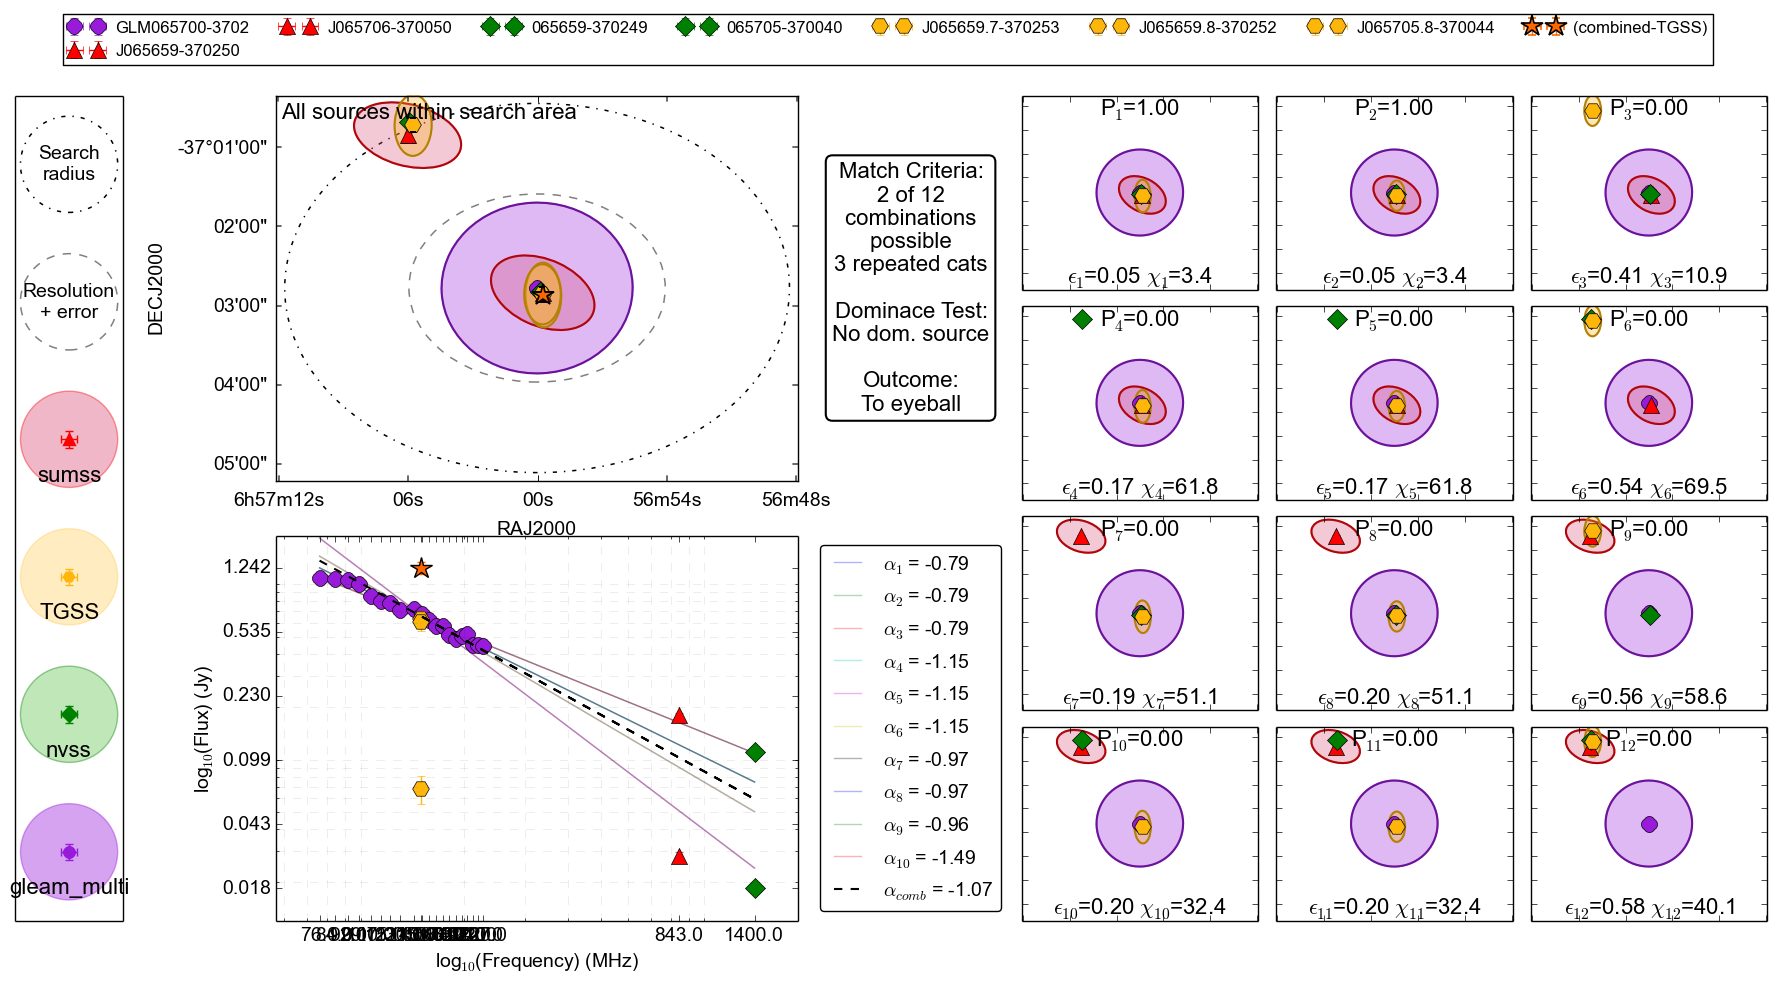 GLM065700-3702 J065706-370050 065659-370249 065705-370040 J065659.7-370253 J065659.8-370252 J065705.8-370044 (combined-TGSS)
J065659-370250
Search
radius
Resolution
+ error
sumss
TGSS
nvss
gleam_multi
All sources within search area
DECJ2000
-37°01'00"
02'00"
03'00"
04'00"
05'00"
6h57m12s 06s 00s 56m54s 56m48s
RAJ2000
Match Criteria:
2 of 12
combinations
possible
3 repeated cats
Dominace Test:
No dom. source
Outcome:
To eyeball
log10(Flux) (Jy)
1.242
0.535
0.230
0.099
0.043
0.018
843.0 1400.0
log10(Frequency) (MHz)
α1 = -0.79
α2 = -0.79
α3 = -0.79
α4 = -1.15
α5 = -1.15
α6 = -1.15
α7 = -0.97
α8 = -0.97
α9 = -0.96
α10 = -1.49
αcomb = -1.07
P1=1.00
ϵ1=0.05 χ1=3.4
P2=1.00
ϵ2=0.05 χ2=3.4
P3=0.00
ϵ3=0.41 χ3=10.9
P4=0.00
ϵ4=0.17 χ4=61.8
P5=0.00
ϵ5=0.17 χ5=61.8
P6=0.00
ϵ6=0.54 χ6=69.5
P7=0.00
ϵ7=0.19 χ7=51.1
P8=0.00
ϵ8=0.20 χ8=51.1
P9=0.00
ϵ9=0.56 χ9=58.6
P10=0.00
ϵ10=0.20 χ10=32.4
P11=0.00
ϵ11=0.20 χ11=32.4
P12=0.00
ϵ12=0.58 χ12=40.1